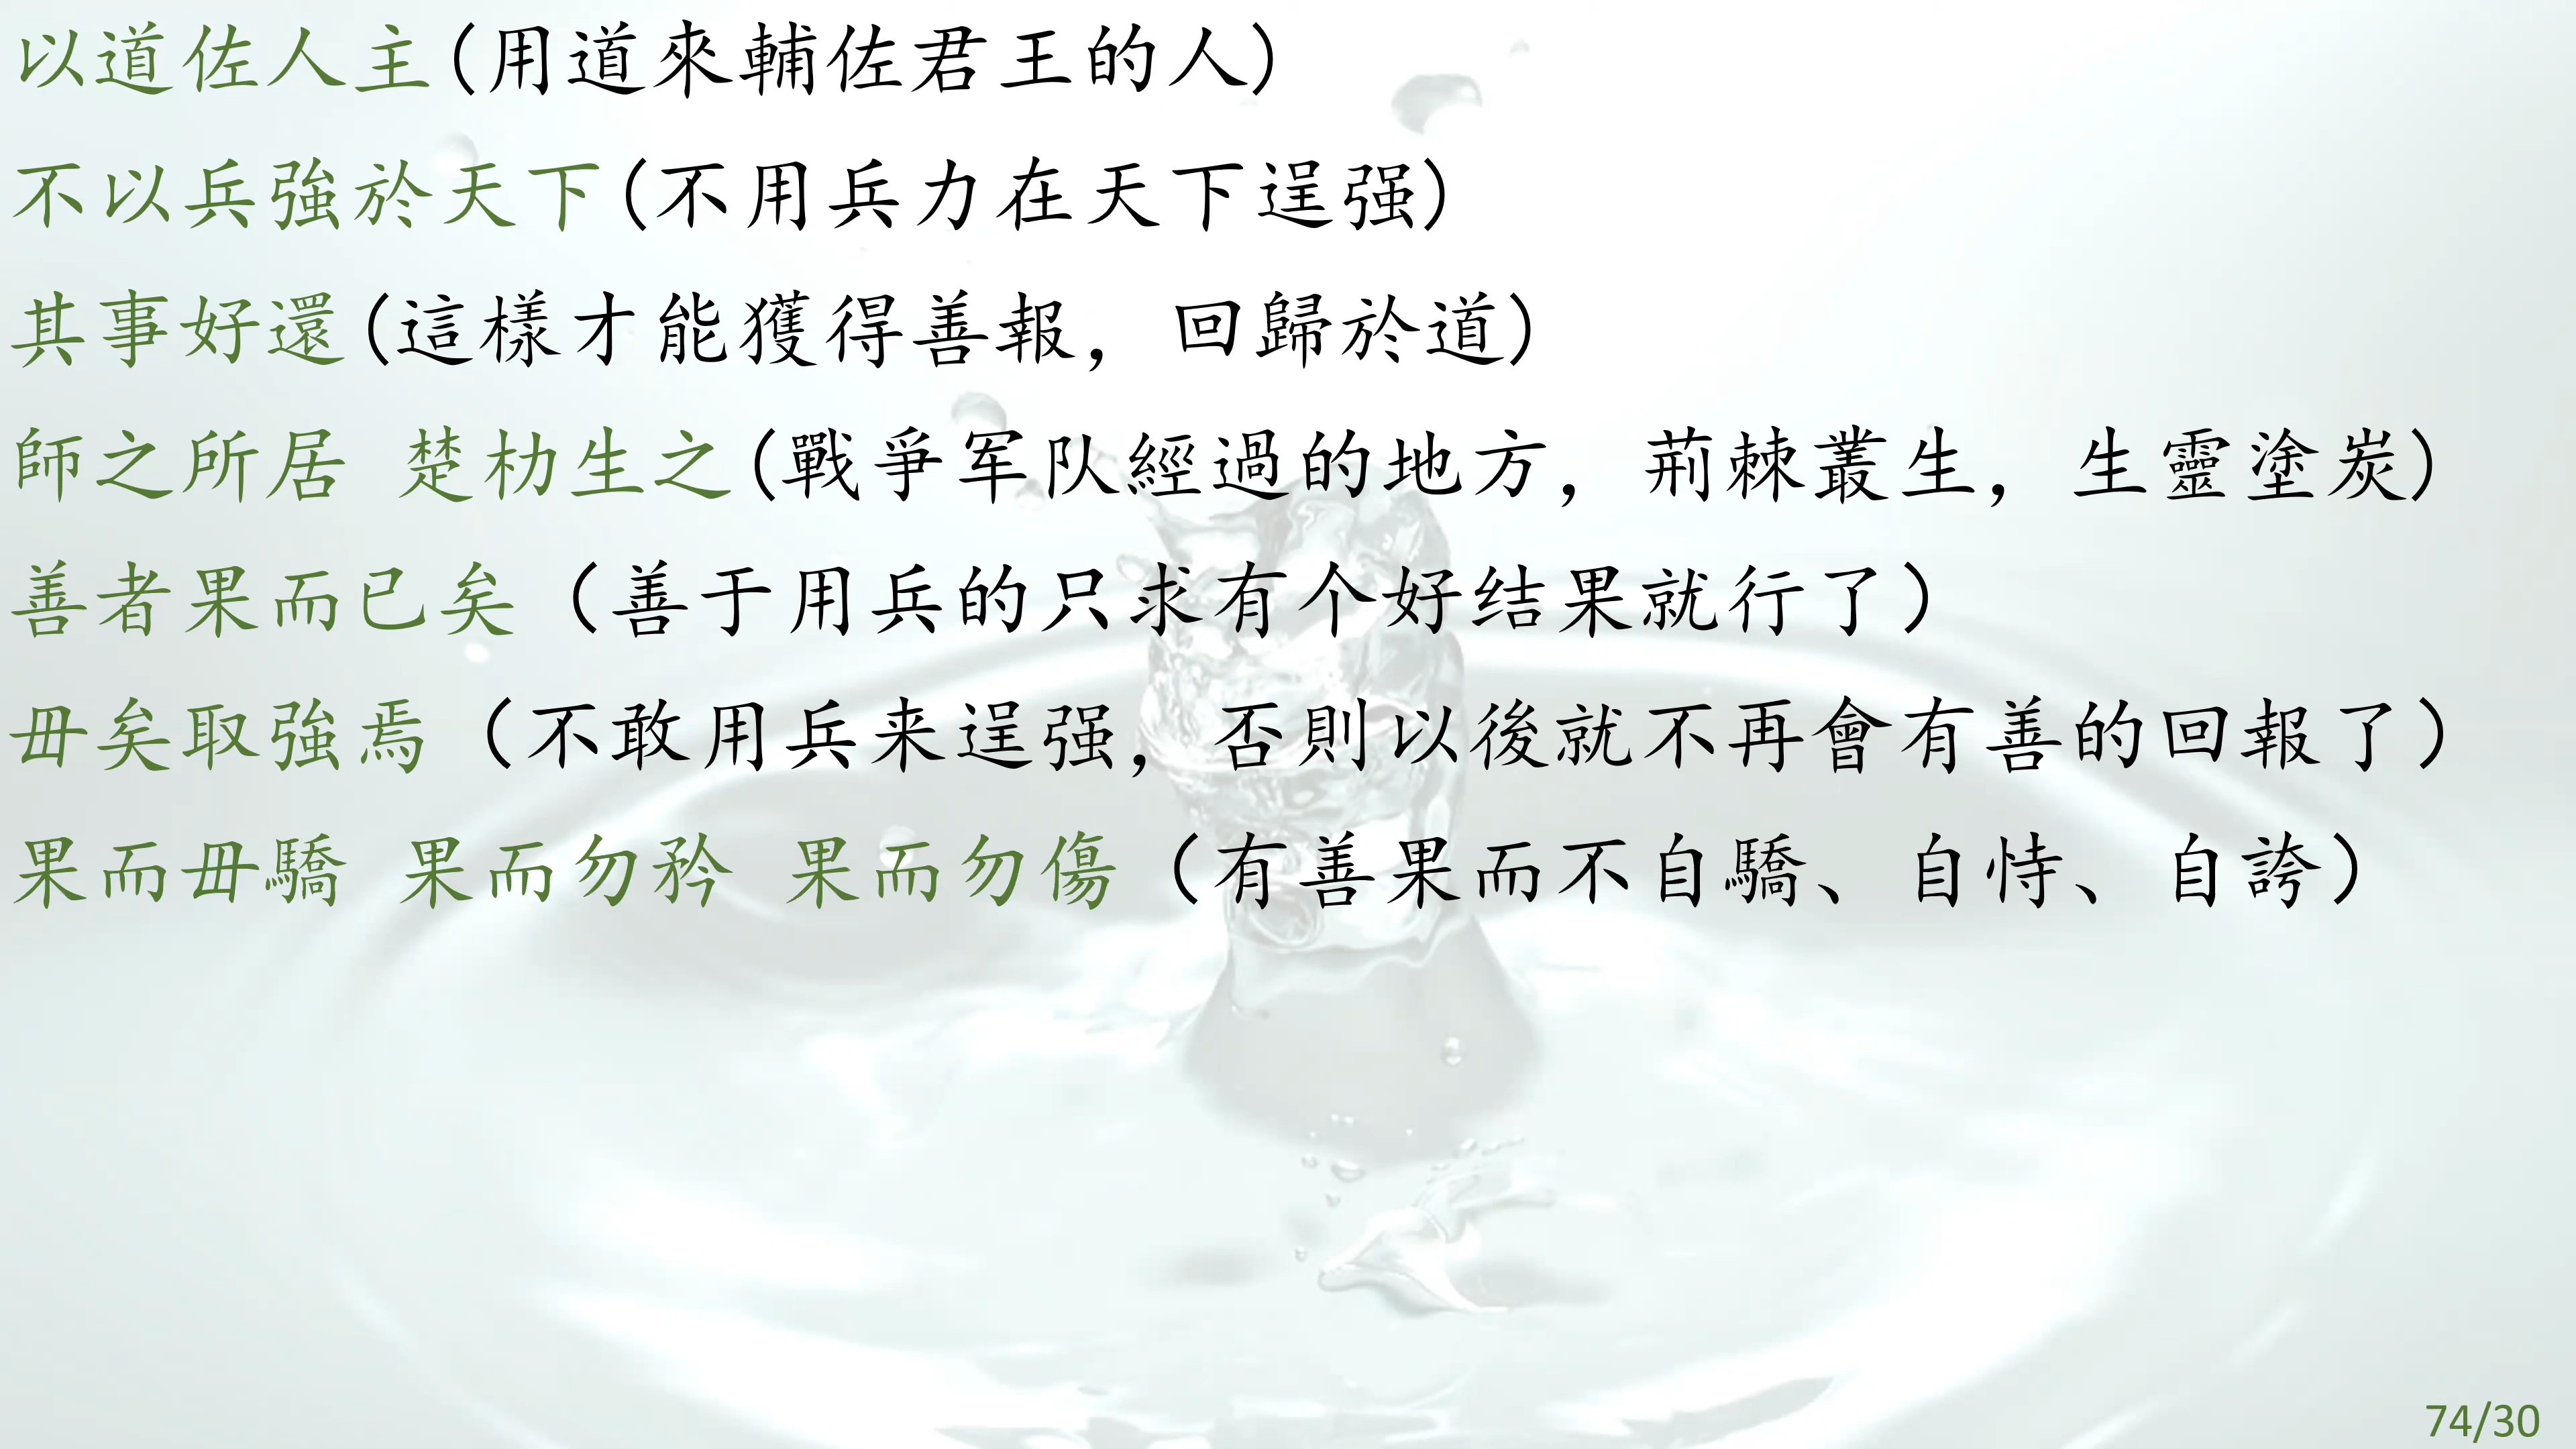 以道佐人主(用道來輔佐君王的人)
不以兵強於天下(不用兵力在天下逞强)
其事好還(這樣才能獲得善報，回歸於道)
師之所居 楚朸生之(戰爭军队經過的地方，荊棘叢生，生靈塗炭)
善者果而已矣（善于用兵的只求有个好结果就行了）
毋矣取強焉（不敢用兵来逞强，否則以後就不再會有善的回報了）
果而毋驕 果而勿矜 果而勿傷（有善果而不自驕、自恃、自誇）
74/30